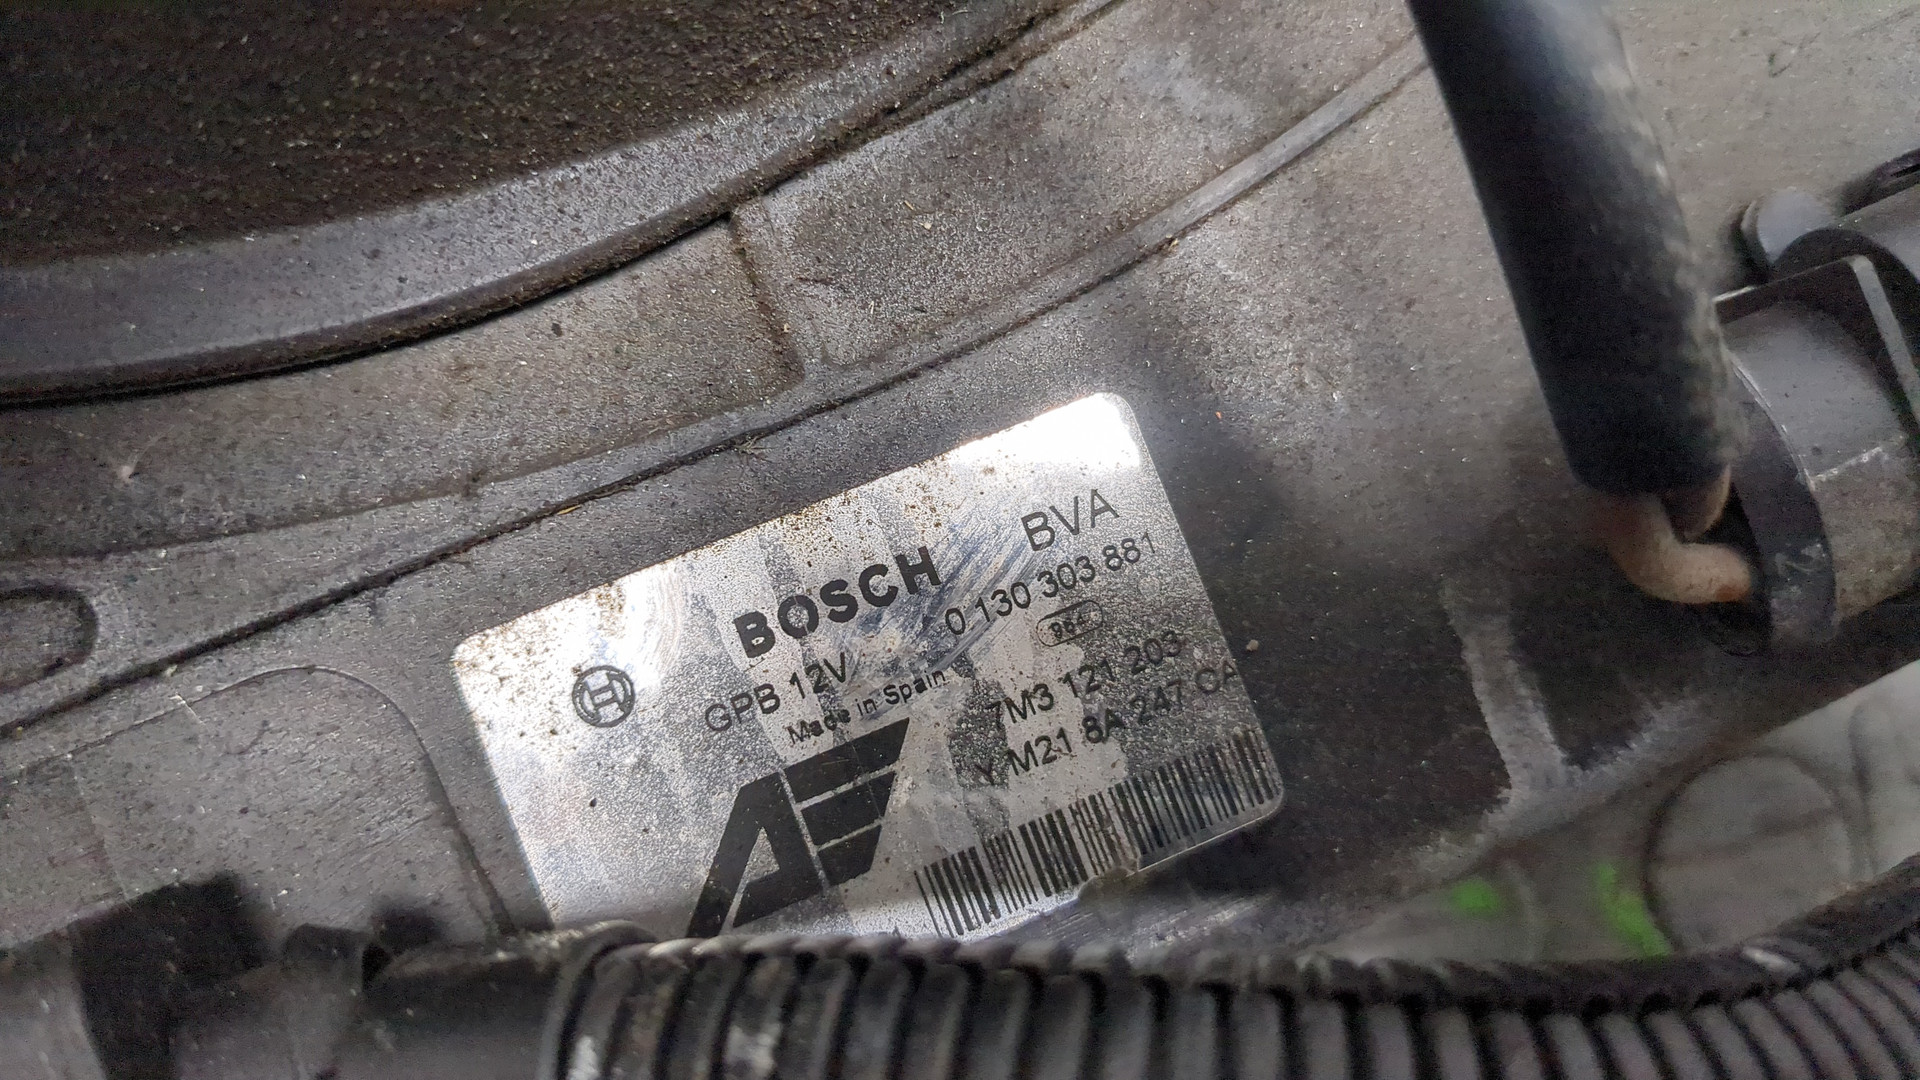 BVA
BOSCH
0 130 303 881
GPB 12V
Made in Spain
7M3 121 203
YM21 8A 247 CA